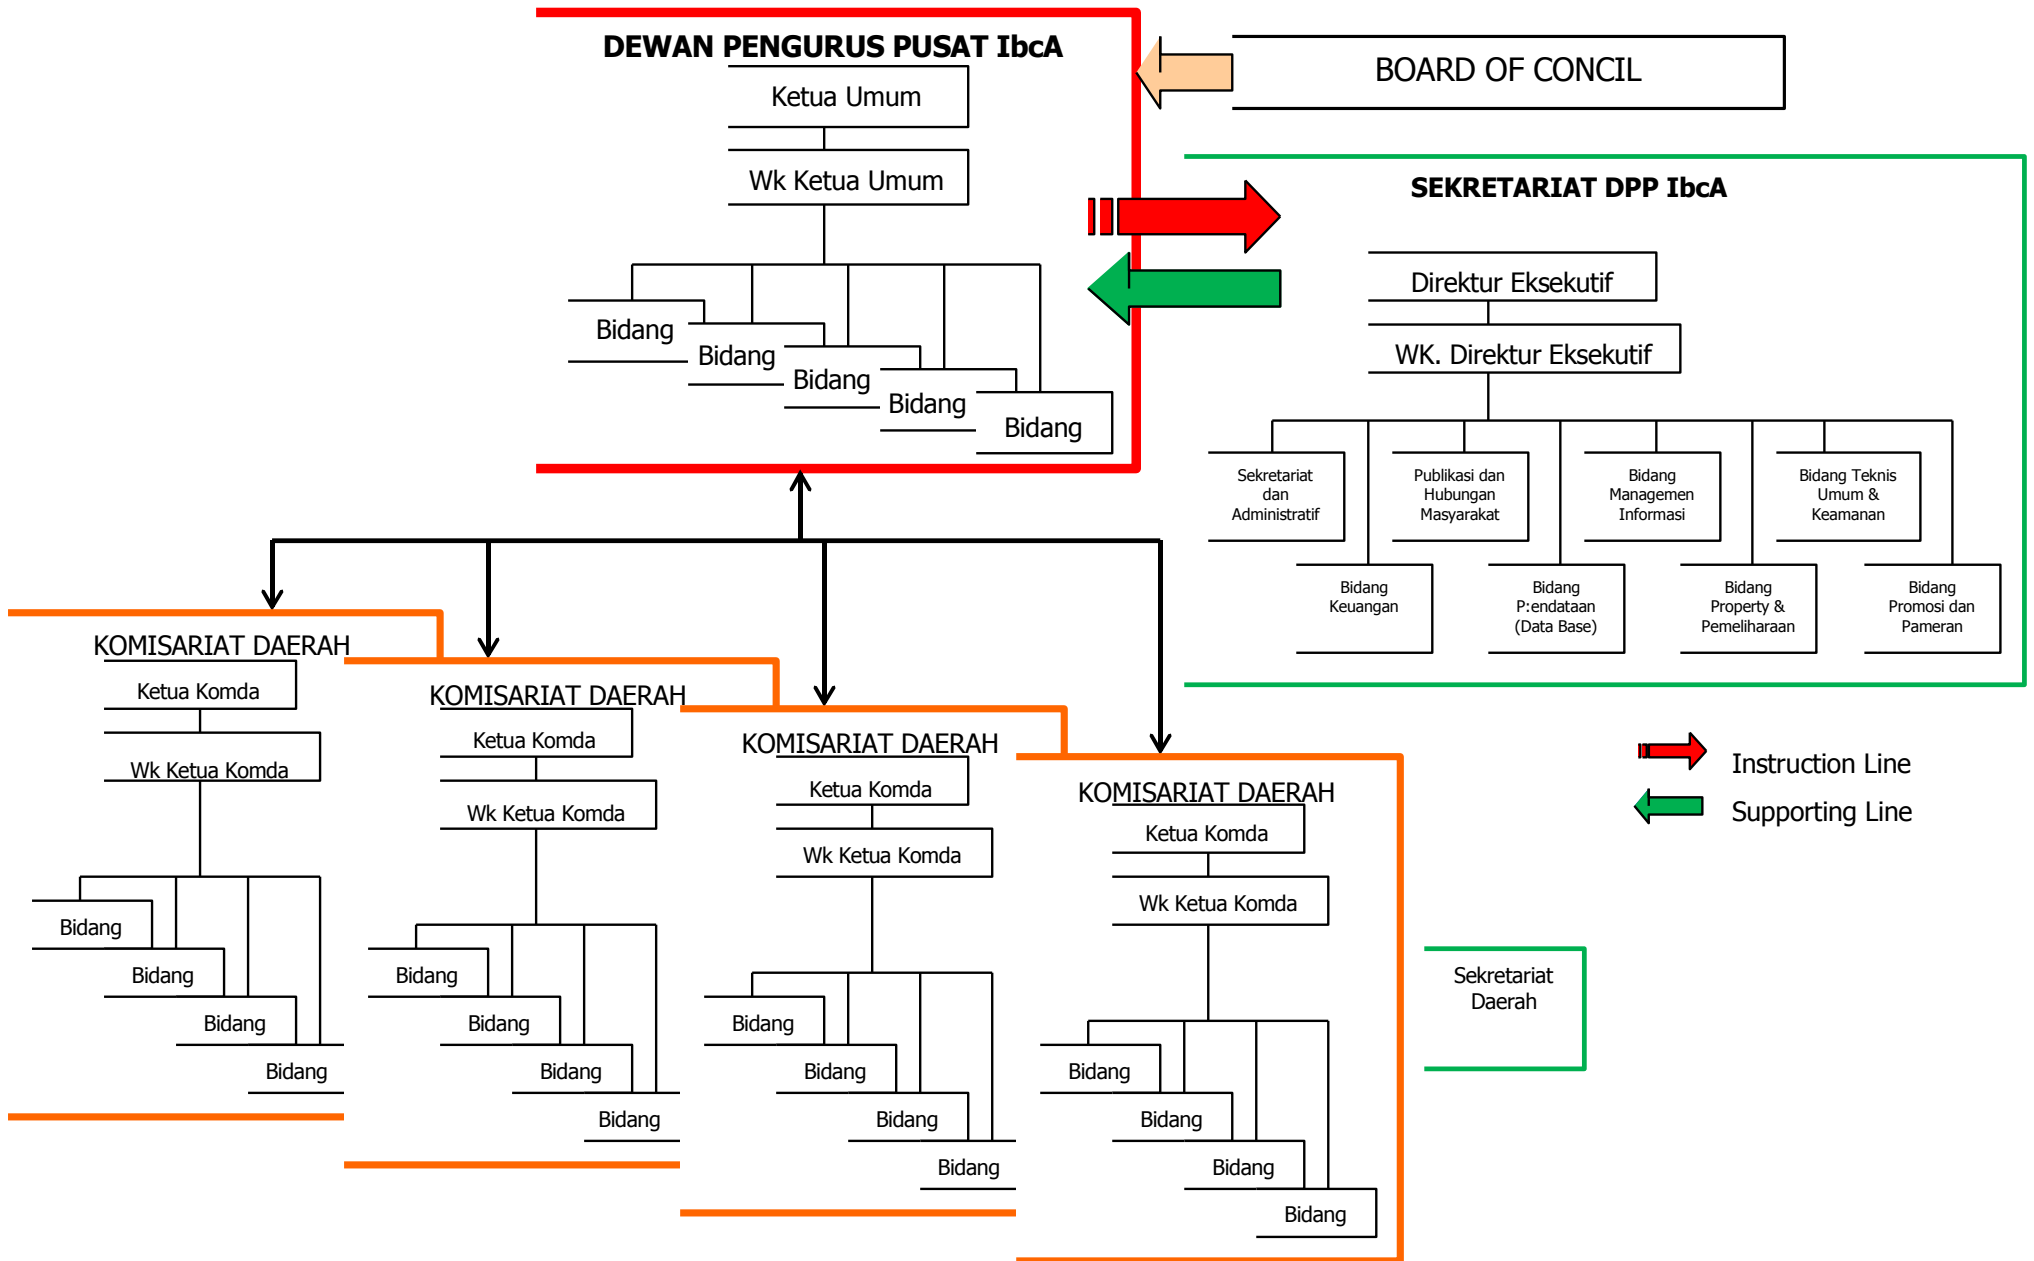 DEWAN PENGURUS PUSAT IbcA
Ketua Umum
Wk Ketua Umum
Bidang
Bidang
Bidang
Bidang
Bidang
BOARD OF CONCIL
SEKRETARIAT DPP IbcA
Direktur Eksekutif
WK. Direktur Eksekutif
Sekretariat
dan
Administratif
Publikasi dan
Hubungan
Masyarakat
Bidang
Managemen
Informasi
Bidang Teknis
Umum &
Keamanan
Bidang
Keuangan
Bidang
P:endataan
(Data Base)
Bidang
Property &
Pemeliharaan
Bidang
Promosi dan
Pameran
KOMISARIAT DAERAH
Ketua Komda
Wk Ketua Komda
Bidang
Bidang
Bidang
Bidang
KOMISARIAT DAERAH
Ketua Komda
Wk Ketua Komda
Bidang
Bidang
Bidang
Bidang
KOMISARIAT DAERAH
Ketua Komda
Wk Ketua Komda
Bidang
Bidang
Bidang
Bidang
KOMISARIAT DAERAH
Ketua Komda
Wk Ketua Komda
Bidang
Bidang
Bidang
Bidang
Instruction Line
Supporting Line
Sekretariat
Daerah